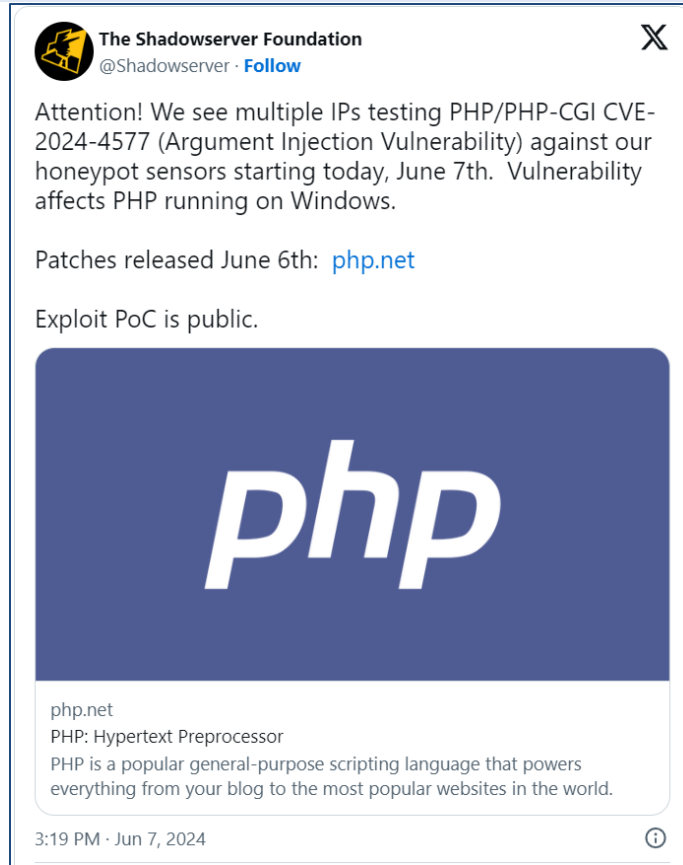 The Shadowserver Foundation
@Shadowserver · Follow
Attention! We see multiple IPs testing PHP/PHP-CGI CVE-
2024-4577 (Argument Injection Vulnerability) against our
honeypot sensors starting today, June 7th.  Vulnerability
affects PHP running on Windows.
Patches released June 6th:  php.net
Exploit PoC is public.
php
php.net
PHP: Hypertext Preprocessor
PHP is a popular general-purpose scripting language that powers
everything from your blog to the most popular websites in the world.
3:19 PM · Jun 7, 2024